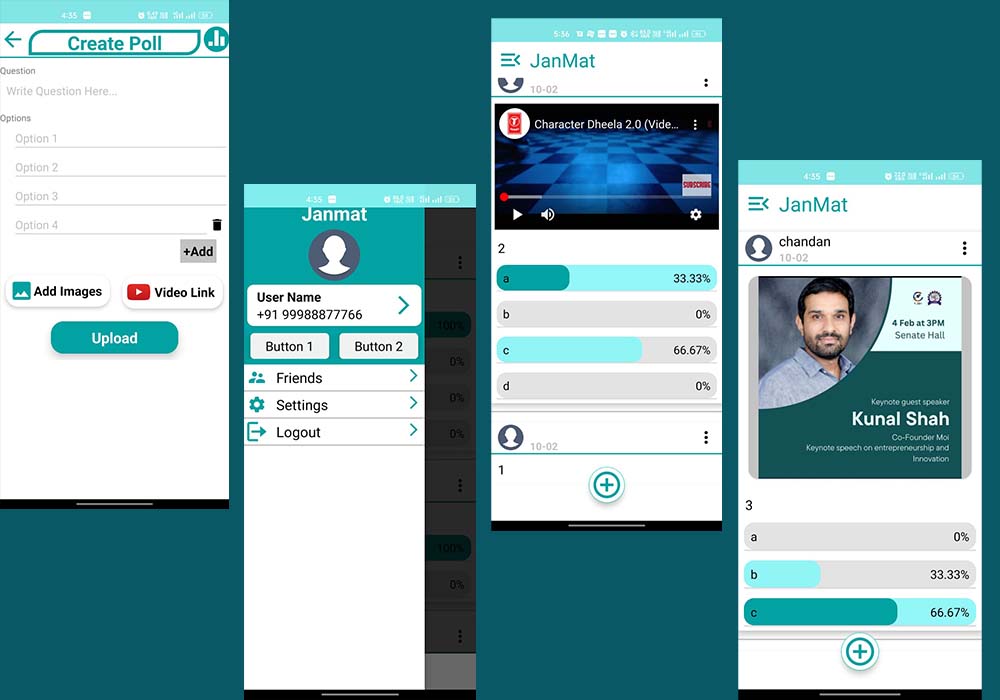 4:35
Create Poll
Question
Write Question Here...
Options
Option 1
Option 2
Option 3
Option 4
+Add
Add Images
Video Link
Upload
4:35
Janmat
User Name
+91 99988877766
Button 1
Button 2
Friends
Settings
Logout
100%
0%
0%
0%
100%
0%
5:36
JanMat
10-02
Character Dheela 2.0 (Vide...
SUBSCRIBE
2
a 33.33%
b 0%
c 66.67%
d 0%
10-02
1
4:35
JanMat
chandan
10-02
4 Feb at 3PM
Senate Hall
Keynote guest speaker
Kunal Shah
Co-Founder Moi
Keynote speech on entrepreneurship and
Innovation
3
a 0%
b 33.33%
c 66.67%